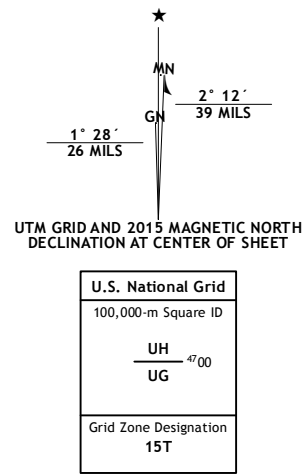 ★
MN
GN
2° 12´
39 MILS
1° 28´
26 MILS
UTM GRID AND 2015 MAGNETIC NORTH
DECLINATION AT CENTER OF SHEET
U.S. National Grid
100,000-m Square ID
UH
4700
UG
Grid Zone Designation
15T